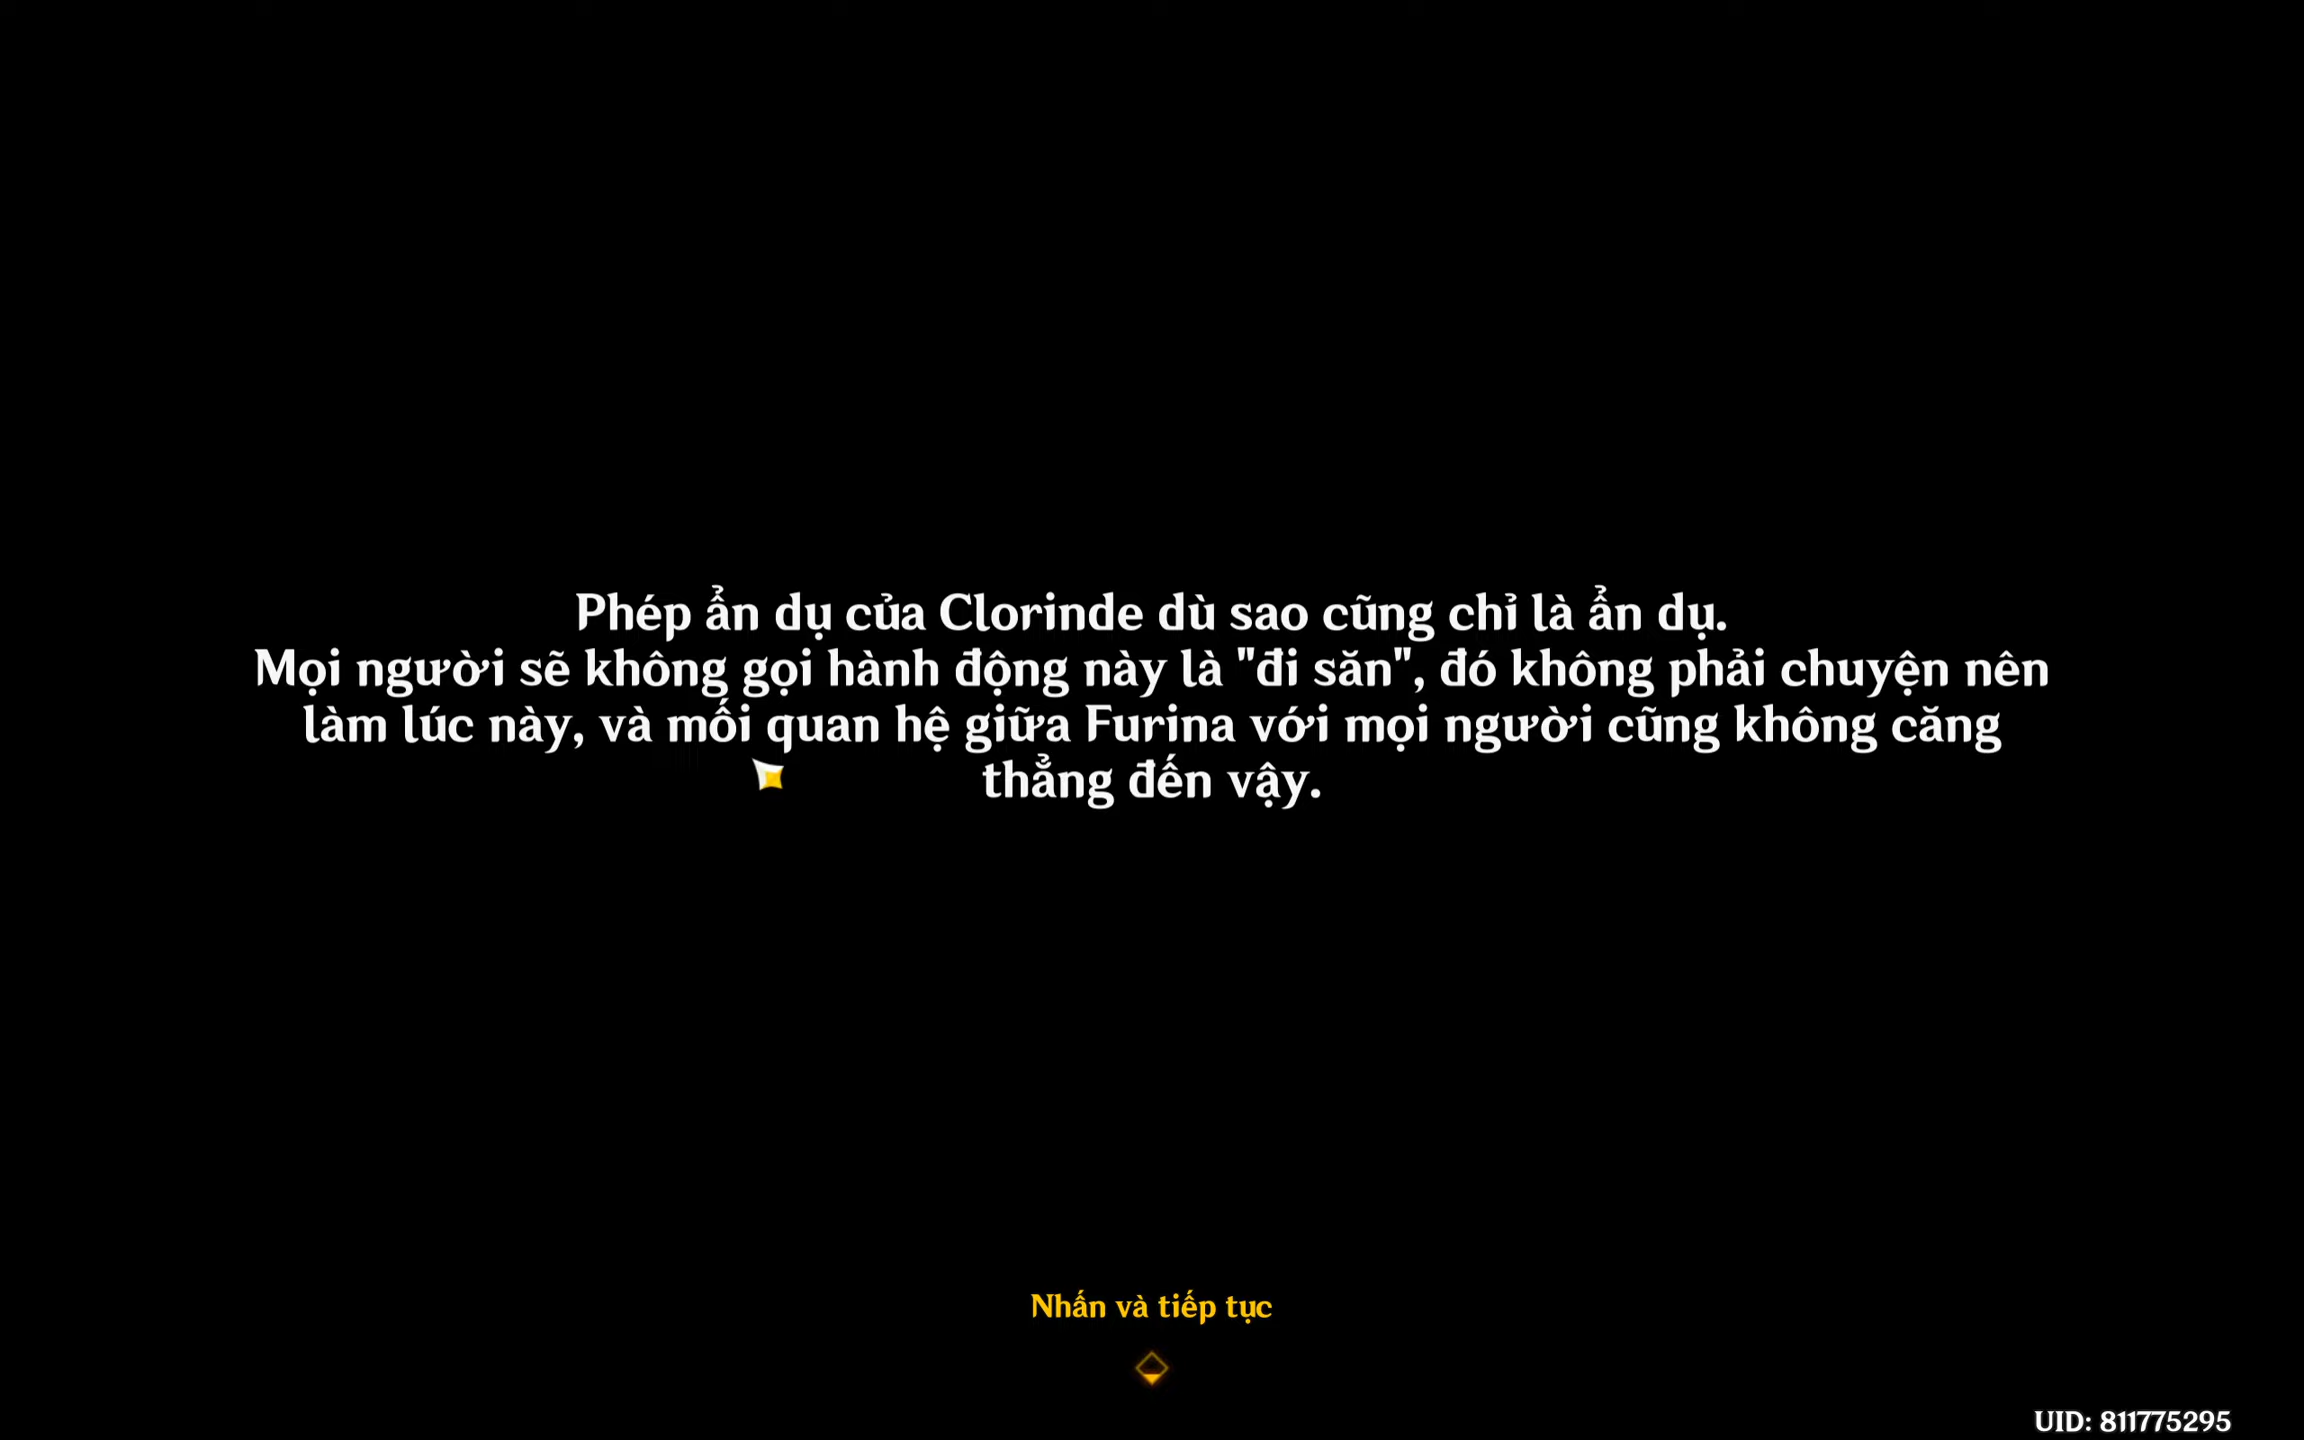 Phép ẩn dụ của Clorinde dù sao cũng chỉ là ẩn dụ.
Mọi người sẽ không gọi hành động này là "đi săn", đó không phải chuyện nên
làm lúc này, và mối quan hệ giữa Furina với mọi người cũng không căng
thẳng đến vậy.
Nhấn và tiếp tục
UID: 811775295